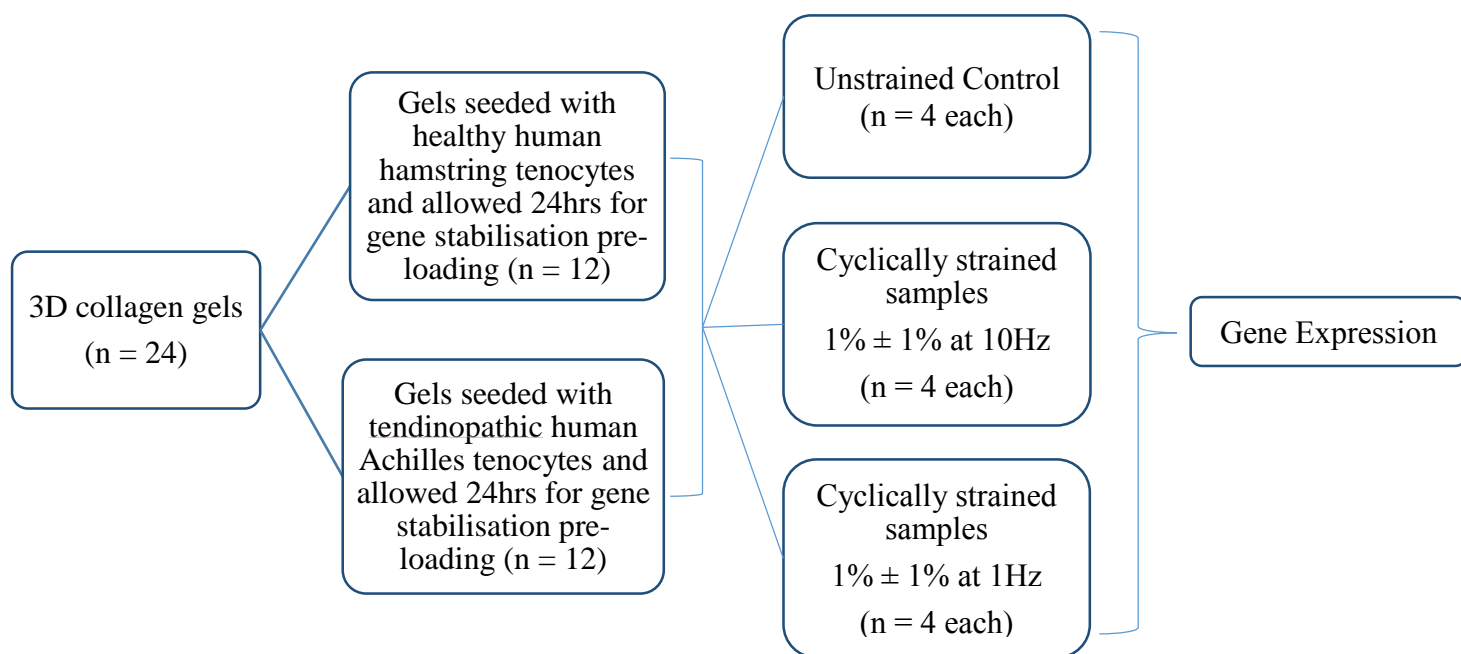 3D collagen gels
(n = 24)
Gels seeded with
healthy human
hamstring tenocytes
and allowed 24hrs for
gene stabilisation pre-
loading (n = 12)
Gels seeded with
tendinopathic human
Achilles tenocytes and
allowed 24hrs for gene
stabilisation pre-
loading (n = 12)
Unstrained Control
(n = 4 each)
Cyclically strained
samples
1% ± 1% at 10Hz
(n = 4 each)
Cyclically strained
samples
1% ± 1% at 1Hz
(n = 4 each)
Gene Expression